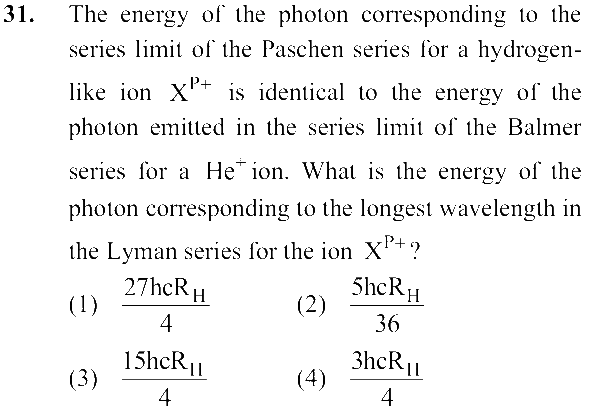 31. The energy of the photon corresponding to the
series limit of the Paschen series for a hydrogen-
like ion X^{P+} is identical to the energy of the
photon emitted in the series limit of the Balmer
series for a He^+ ion. What is the energy of the
photon corresponding to the longest wavelength in
the Lyman series for the ion X^{P+}?
(1) 27hcR_H/4 (2) 5hcR_H/36
(3) 15hcR_H/4 (4) 3hcR_H/4